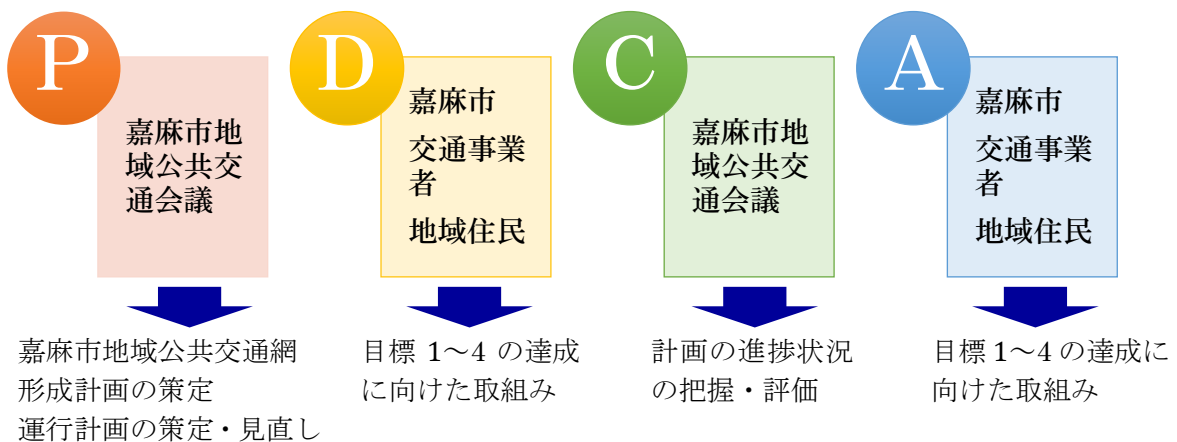 P
嘉麻市地
域公共交
通会議
嘉麻市地域公共交通網
形成計画の策定
運行計画の策定・見直し
D
嘉麻市
交通事業
者
地域住民
目標 1～4 の達成
に向けた取組み
C
嘉麻市地
域公共交
通会議
計画の進捗状況
の把握・評価
A
嘉麻市
交通事業
者
地域住民
目標 1～4 の達成に
向けた取組み